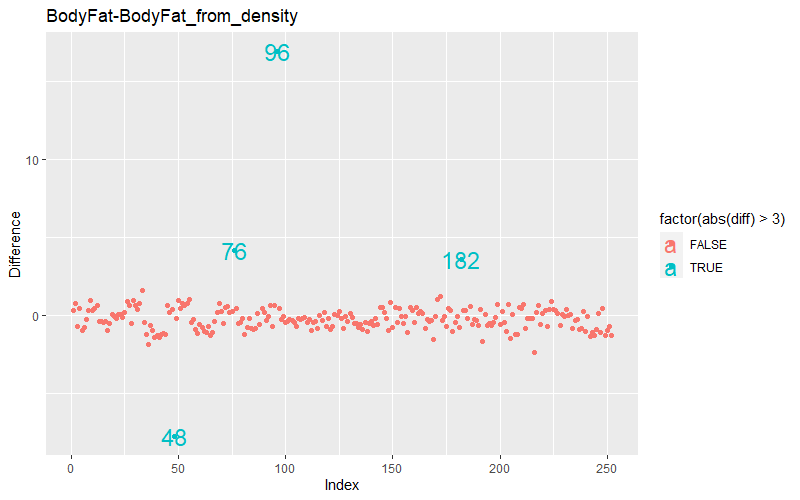 BodyFat-BodyFat_from_density
96
10
76
182
0
48
0
50
100
150
200
250
Index
Difference
factor(abs(diff) > 3)
a FALSE
a TRUE